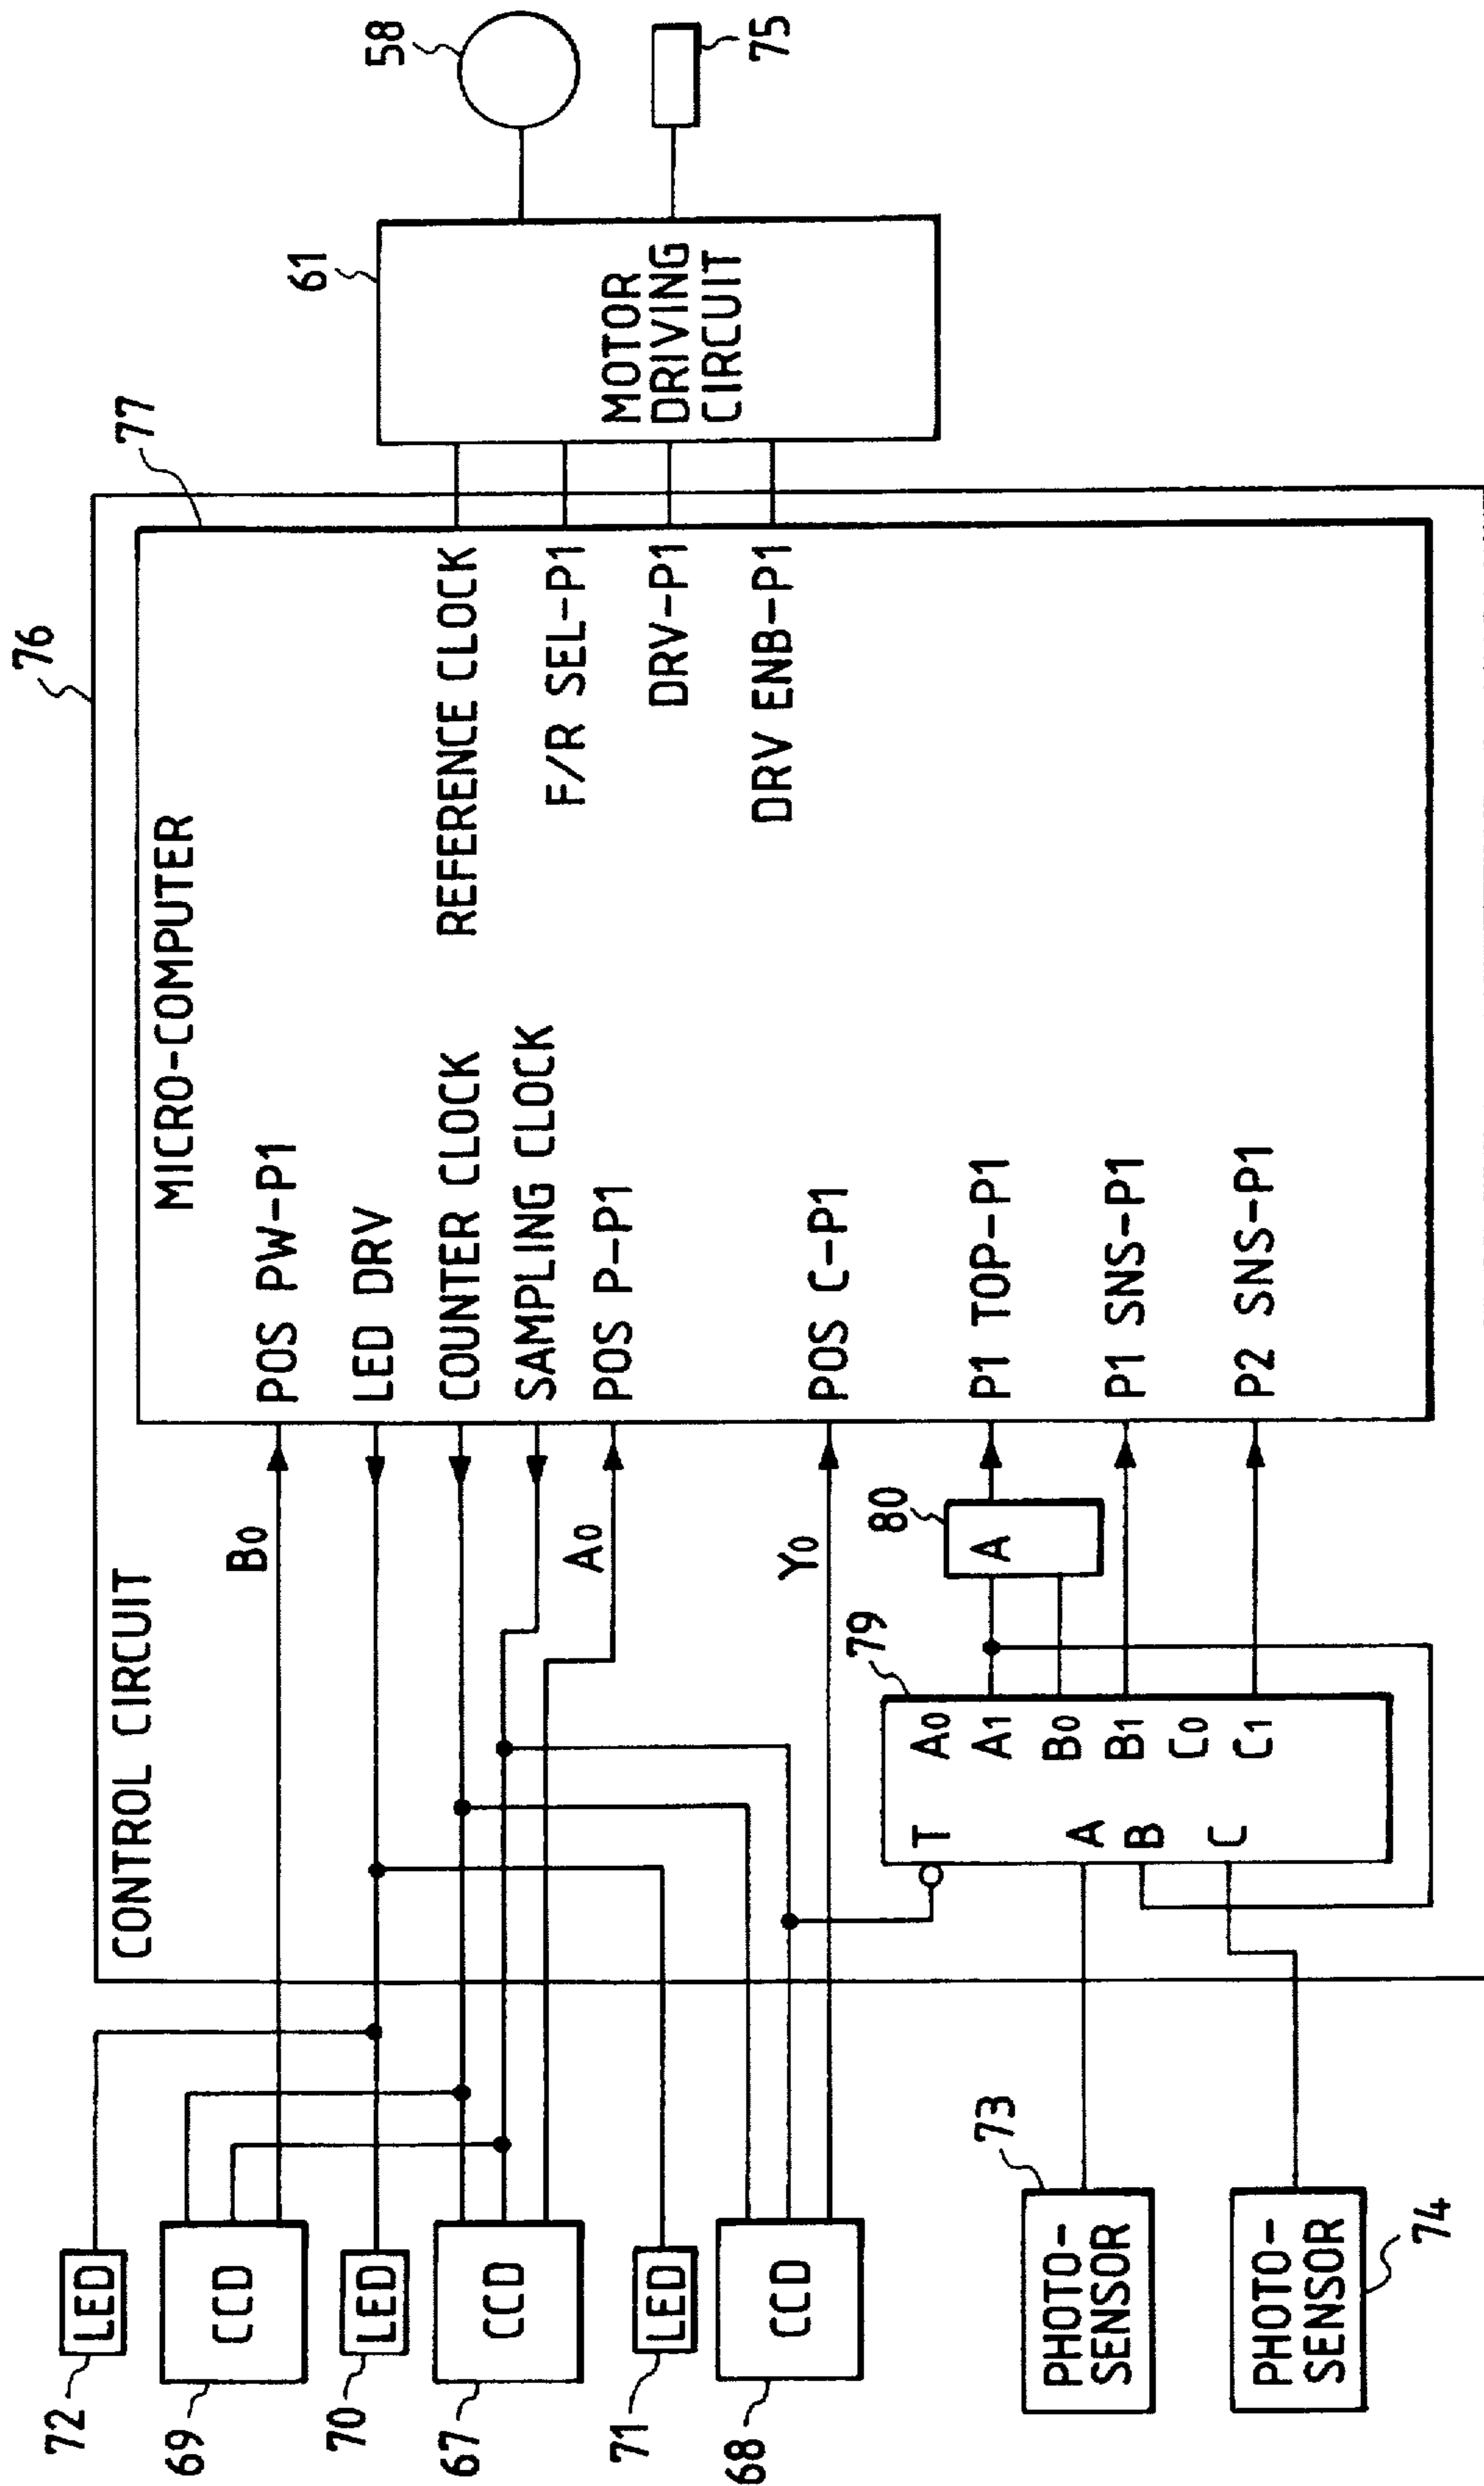 CONTROL CIRCUIT
76
MICRO-COMPUTER
77
POS PW-P1
LED DRV
COUNTER CLOCK
SAMPLING CLOCK
POS P-P1
POS C-P1
P1 TOP-P1
P1 SNS-P1
P2 SNS-P1
REFERENCE CLOCK
F/R SEL-P1
DRV-P1
DRV ENB-P1
61
MOTOR
DRIVING
CIRCUIT
58
75
B0
A0
Y0
72
LED
69
CCD
70
LED
67
CCD
71
LED
68
CCD
73
PHOTO-
SENSOR
74
PHOTO-
SENSOR
79
T
A
B
C
A0
A1
B0
B1
C0
C1
80
A